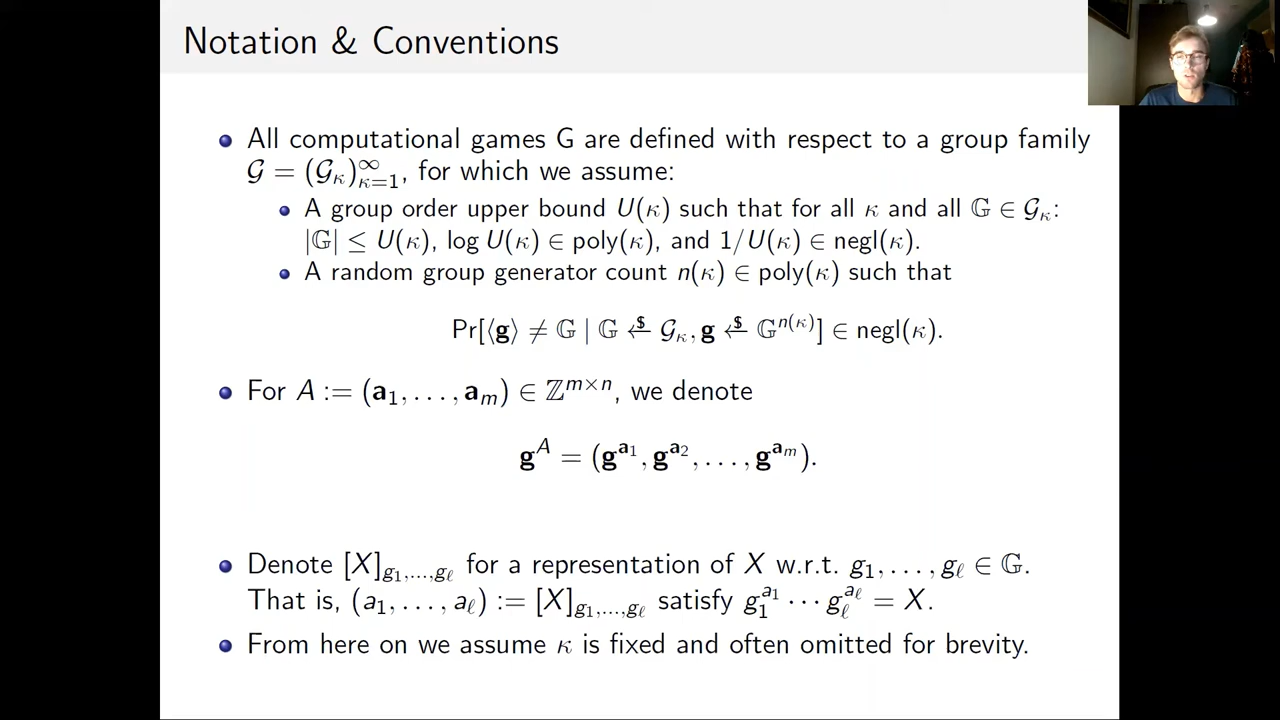 Notation & Conventions
All computational games G are defined with respect to a group family
𝒢 = (𝒢_κ)_{κ=1}^∞, for which we assume:
A group order upper bound U(κ) such that for all κ and all 𝔾 ∈ 𝒢_κ:
|𝔾| ≤ U(κ), log U(κ) ∈ poly(κ), and 1/U(κ) ∈ negl(κ).
A random group generator count n(κ) ∈ poly(κ) such that
Pr[⟨g⟩ ≠ 𝔾 | 𝔾 ←$ 𝒢_κ, g ←$ 𝔾^{n(κ)}] ∈ negl(κ).
For A := (a_1, . . . , a_m) ∈ ℤ^{m×n}, we denote
g^A = (g^{a_1}, g^{a_2}, . . . , g^{a_m}).
Denote [X]_{g_1,...,g_ℓ} for a representation of X w.r.t. g_1, . . . , g_ℓ ∈ 𝔾.
That is, (a_1, . . . , a_ℓ) := [X]_{g_1,...,g_ℓ} satisfy g_1^{a_1} ··· g_ℓ^{a_ℓ} = X.
From here on we assume κ is fixed and often omitted for brevity.